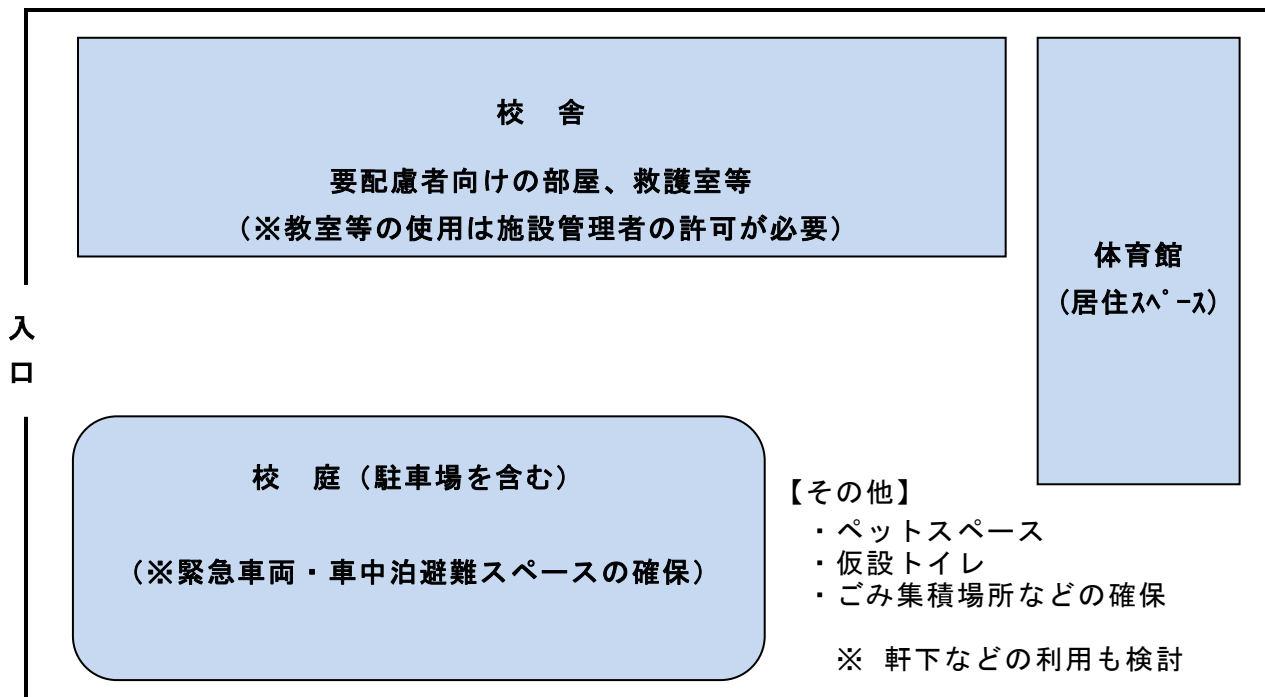 校　舎
要配慮者向けの部屋、救護室等
（※教室等の使用は施設管理者の許可が必要）
体育館
（居住ｽﾍﾟｰｽ）
入
口
校　庭（駐車場を含む）
（※緊急車両・車中泊避難スペースの確保）
【その他】
・ペットスペース
・仮設トイレ
・ごみ集積場所などの確保
※ 軒下などの利用も検討